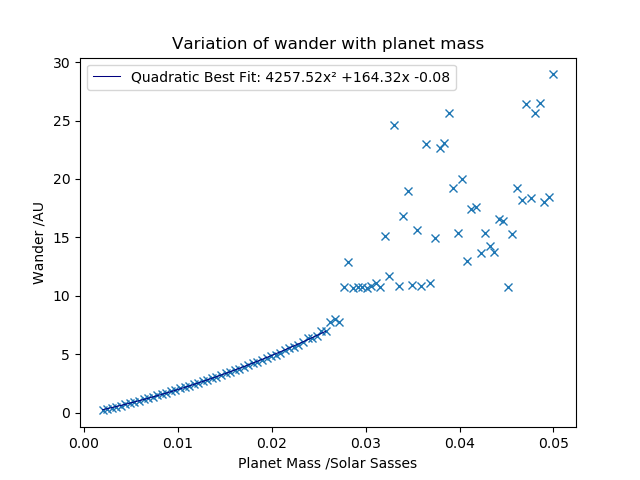 Variation of wander with planet mass
Quadratic Best Fit: 4257.52x² +164.32x -0.08
30
25
20
15
10
5
0
Wander /AU
0.00 0.01 0.02 0.03 0.04 0.05
Planet Mass /Solar Sasses